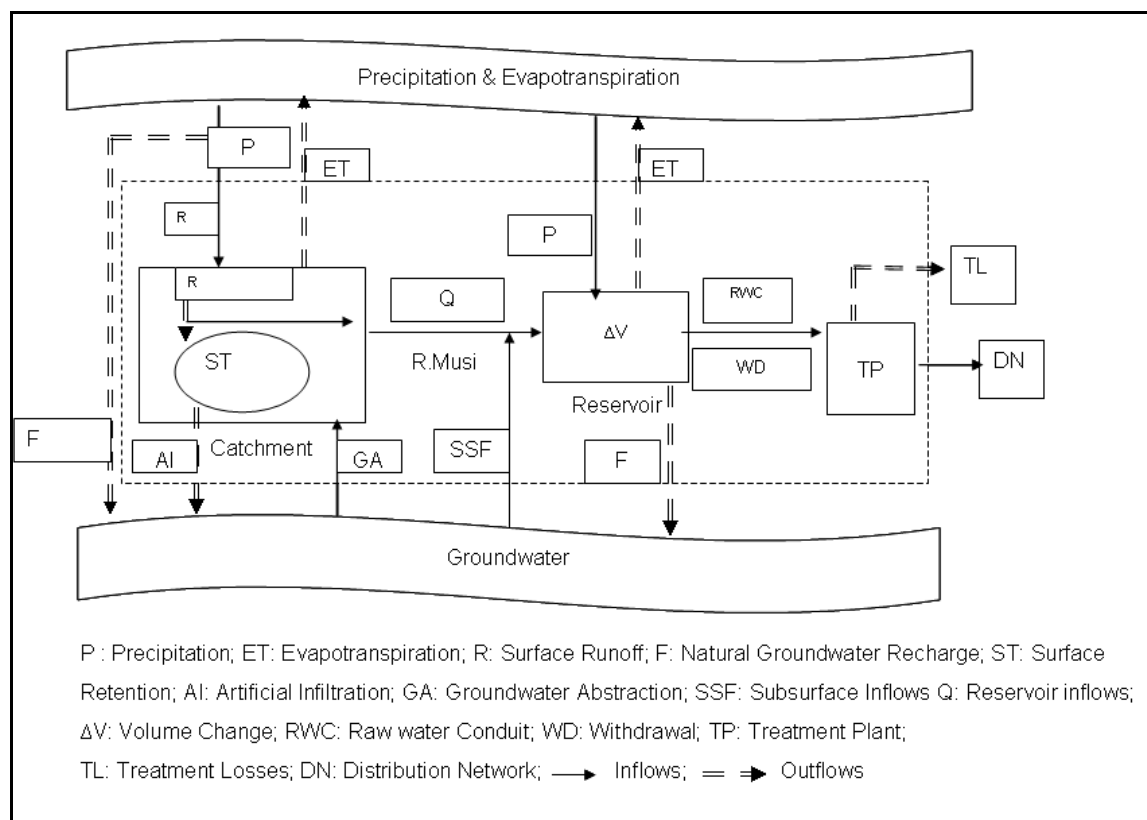 Precipitation & Evapotranspiration
P
ET
ET
R
P
R
Q
RWC
TL
ΔV
ST
R.Musi
WD
TP
DN
Reservoir
F
AI
Catchment
GA
SSF
F
Groundwater
P : Precipitation; ET: Evapotranspiration; R: Surface Runoff; F: Natural Groundwater Recharge; ST: Surface
Retention; AI: Artificial Infiltration; GA: Groundwater Abstraction; SSF: Subsurface Inflows Q: Reservoir inflows;
ΔV: Volume Change; RWC: Raw water Conduit; WD: Withdrawal; TP: Treatment Plant;
TL: Treatment Losses; DN: Distribution Network; Inflows; Outflows